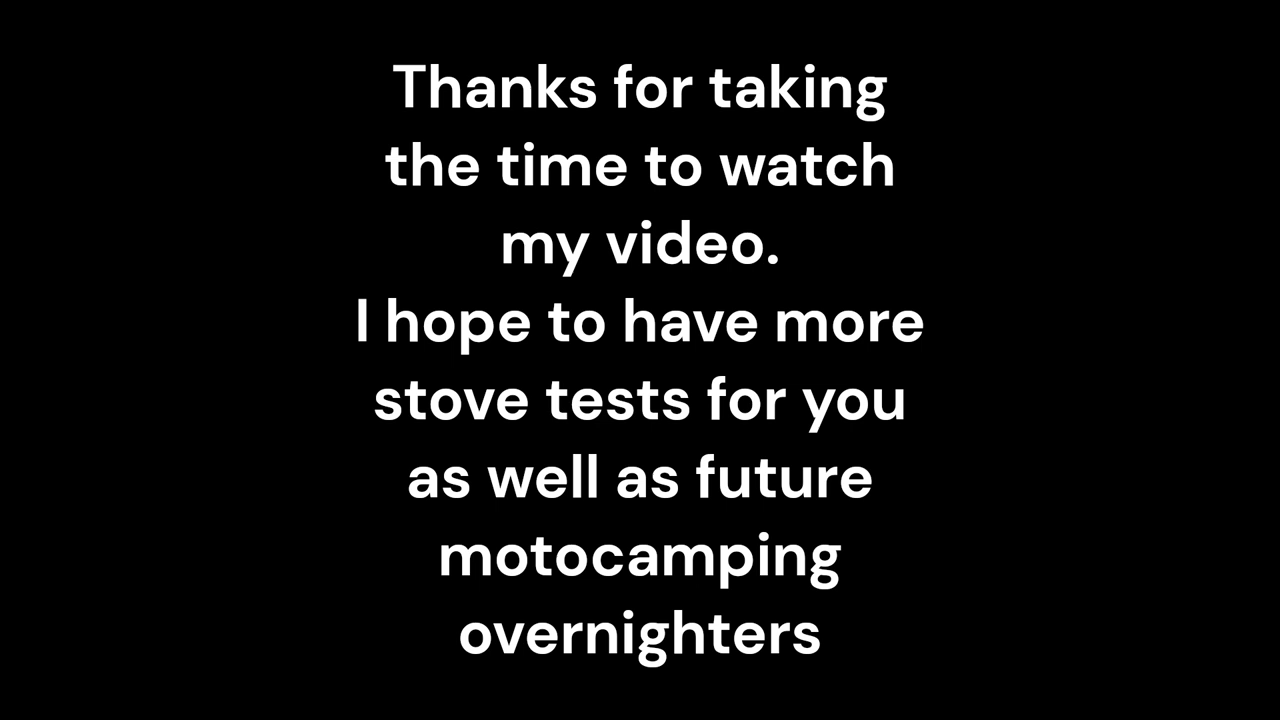 Thanks for taking
the time to watch
my video.
I hope to have more
stove tests for you
as well as future
motocamping
overnighters